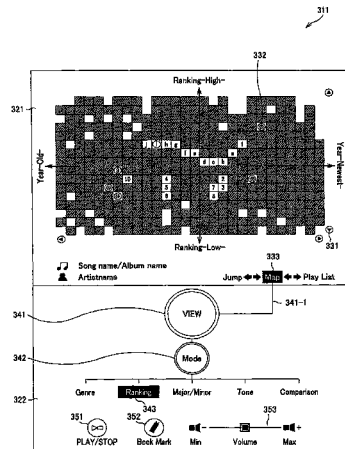 311
Ranking-High-
332
321
Year-Old-
Year-Newest-
10
Ranking-Low-
331
333
Song name/Album name
Artistname
Jump
Map
Play List
341-1
341
VIEW
342
Mode
Genre
Ranking
Major/Minor
Tone
Comparison
322
351
352
343
353
PLAY/STOP
Book Mark
Min
Volume
Max